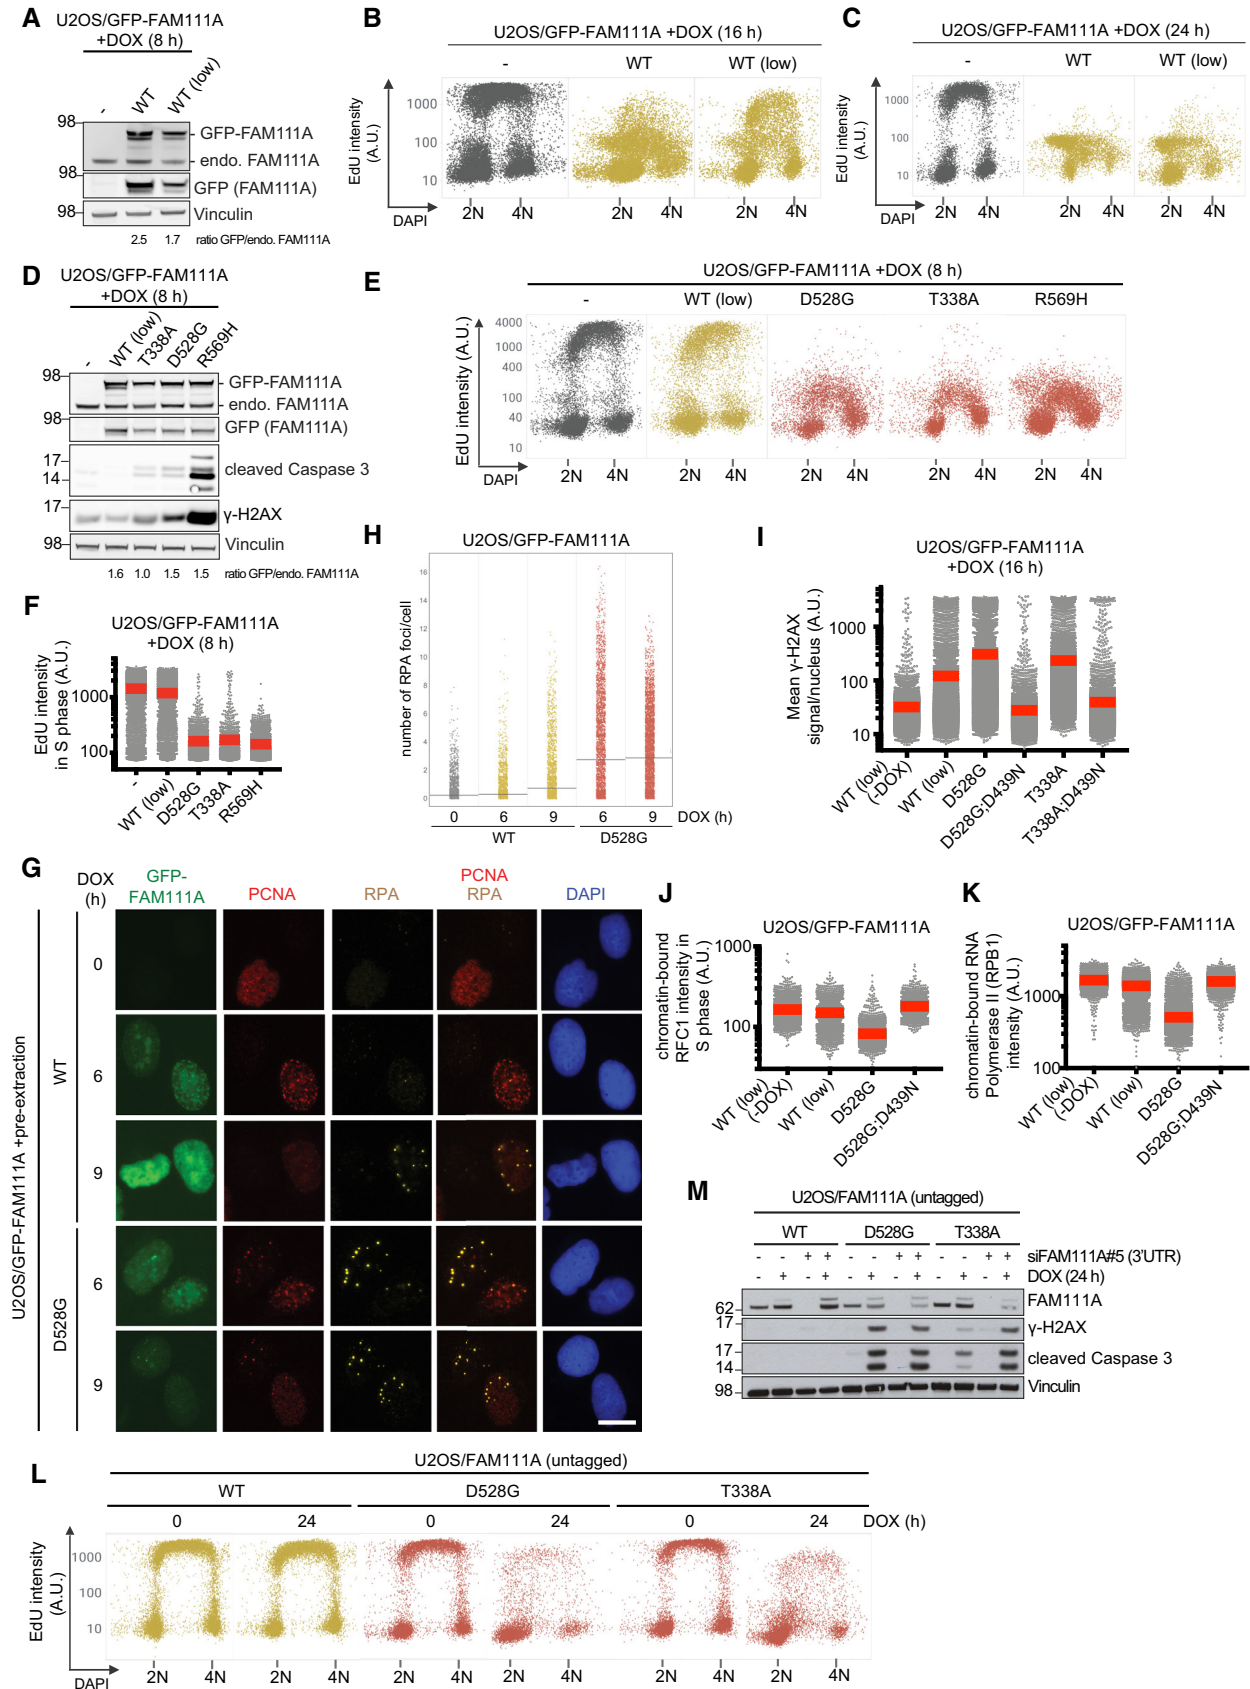 A
U2OS/GFP-FAM111A
+DOX (8 h)
- WT WT (low)
98 GFP-FAM111A
endo. FAM111A
98 GFP (FAM111A)
98 Vinculin
2.5 1.7 ratio GFP/endo. FAM111A
B
U2OS/GFP-FAM111A +DOX (16 h)
- WT WT (low)
EdU intensity
(A.U.)
1000
100
10
2N 4N 2N 4N 2N 4N
DAPI
C
U2OS/GFP-FAM111A +DOX (24 h)
- WT WT (low)
EdU intensity
(A.U.)
1000
100
10
2N 4N 2N 4N 2N 4N
DAPI
D
U2OS/GFP-FAM111A
+DOX (8 h)
- WT (low) T338A D528G R569H
98 GFP-FAM111A
endo. FAM111A
98 GFP (FAM111A)
17
14 cleaved Caspase 3
17 γ-H2AX
98 Vinculin
1.6 1.0 1.5 1.5 ratio GFP/endo. FAM111A
E
U2OS/GFP-FAM111A +DOX (8 h)
- WT (low) D528G T338A R569H
EdU intensity (A.U.)
4000
1000
400
100
40
10
2N 4N 2N 4N 2N 4N 2N 4N 2N 4N
DAPI
F
U2OS/GFP-FAM111A
+DOX (8 h)
EdU intensity
in S phase (A.U.)
1000
100
- WT (low) D528G T338A R569H
H
U2OS/GFP-FAM111A
number of RPA foci/cell
16
14
12
10
8
6
4
2
0
0 6 9 6 9 DOX (h)
WT D528G
I
U2OS/GFP-FAM111A
+DOX (16 h)
Mean γ-H2AX
signal/nucleus (A.U.)
1000
100
10
WT (low) (-DOX) WT (low) D528G D528G;D439N T338A T338A;D439N
G
U2OS/GFP-FAM111A +pre-extraction
DOX
(h)
GFP-
FAM111A
PCNA
RPA
PCNA
RPA
DAPI
WT
0
6
9
D528G
6
9
J
U2OS/GFP-FAM111A
chromatin-bound
RFC1 intensity in
S phase (A.U.)
1000
100
WT (low) (-DOX) WT (low) D528G D528G;D439N
K
U2OS/GFP-FAM111A
chromatin-bound RNA
Polymerase II (RPB1)
intensity (A.U.)
1000
100
WT (low) (-DOX) WT (low) D528G D528G;D439N
M
U2OS/FAM111A (untagged)
WT D528G T338A
- - + + - - + + - - + + siFAM111A#5 (3'UTR)
- + - + - + - + - + - + DOX (24 h)
62 FAM111A
17 γ-H2AX
17
14 cleaved Caspase 3
98 Vinculin
L
U2OS/FAM111A (untagged)
WT D528G T338A
0 24 0 24 0 24 DOX (h)
EdU intensity
(A.U.)
1000
100
10
2N 4N 2N 4N 2N 4N 2N 4N 2N 4N 2N 4N
DAPI